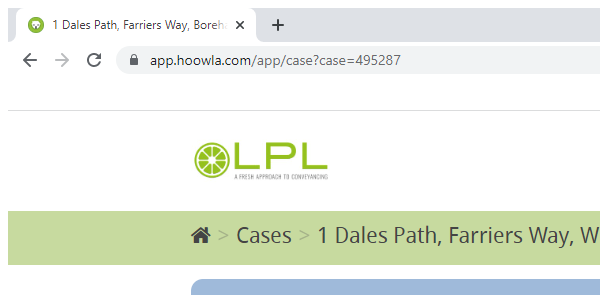 1 Dales Path, Farriers Way, Boreha
app.hoowla.com/app/case?case=495287
LPL
A FRESH APPROACH TO CONVEYANCING
> Cases > 1 Dales Path, Farriers Way, W